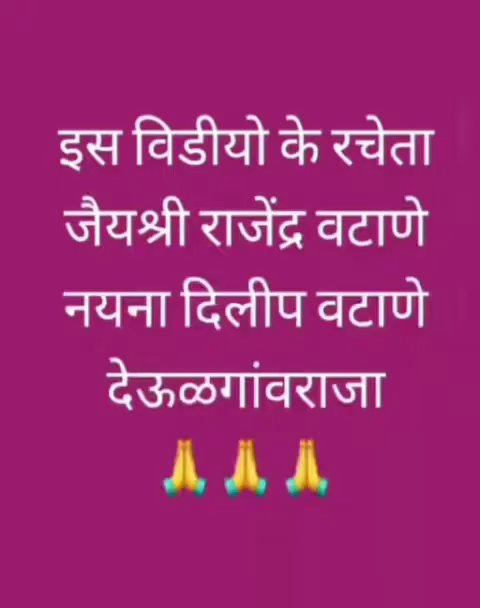 इस विडीयो के रचेता
जैयश्री राजेंद्र वटाणे
नयना दिलीप वटाणे
देऊळगांवराजा
🙏🙏🙏